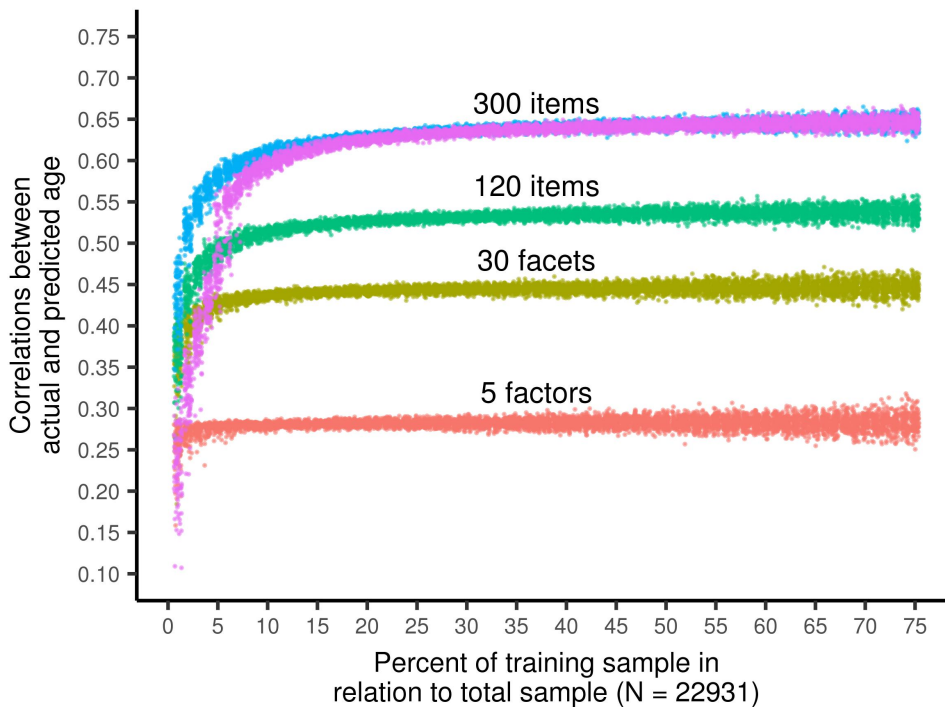 0.75
0.70
0.65
0.60
0.55
0.50
0.45
0.40
0.35
0.30
0.25
0.20
0.15
0.10
Correlations between
actual and predicted age
300 items
120 items
30 facets
5 factors
0 5 10 15 20 25 30 35 40 45 50 55 60 65 70 75
Percent of training sample in
relation to total sample (N = 22931)